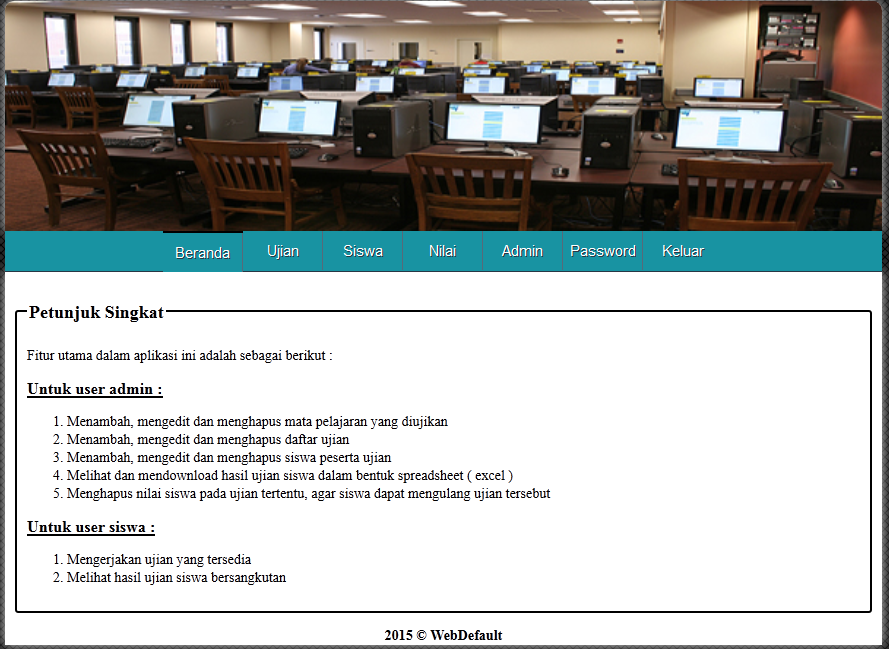 Beranda Ujian Siswa Nilai Admin Password Keluar
Petunjuk Singkat
Fitur utama dalam aplikasi ini adalah sebagai berikut :
Untuk user admin :
1. Menambah, mengedit dan menghapus mata pelajaran yang diujikan
2. Menambah, mengedit dan menghapus daftar ujian
3. Menambah, mengedit dan menghapus siswa peserta ujian
4. Melihat dan mendownload hasil ujian siswa dalam bentuk spreadsheet ( excel )
5. Menghapus nilai siswa pada ujian tertentu, agar siswa dapat mengulang ujian tersebut
Untuk user siswa :
1. Mengerjakan ujian yang tersedia
2. Melihat hasil ujian siswa bersangkutan
2015 © WebDefault